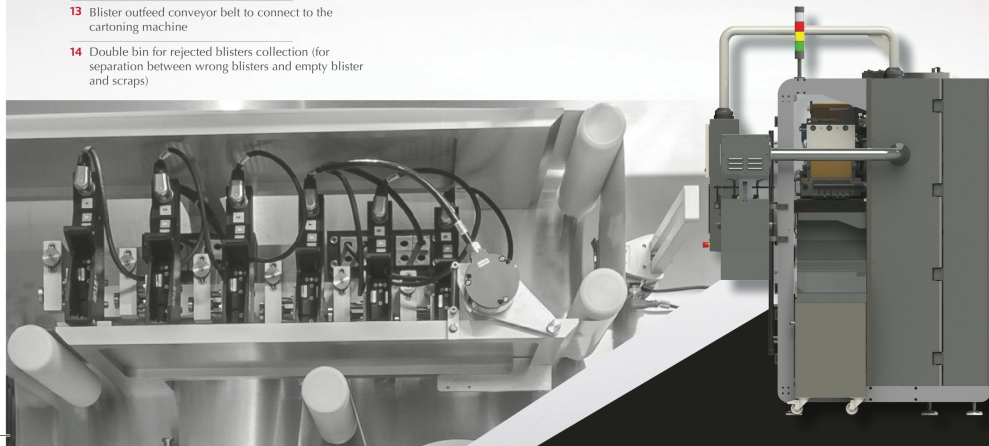 13 Blister outfeed conveyor belt to connect to the
cartoning machine
14 Double bin for rejected blisters collection (for
separation between wrong blisters and empty blister
and scraps)